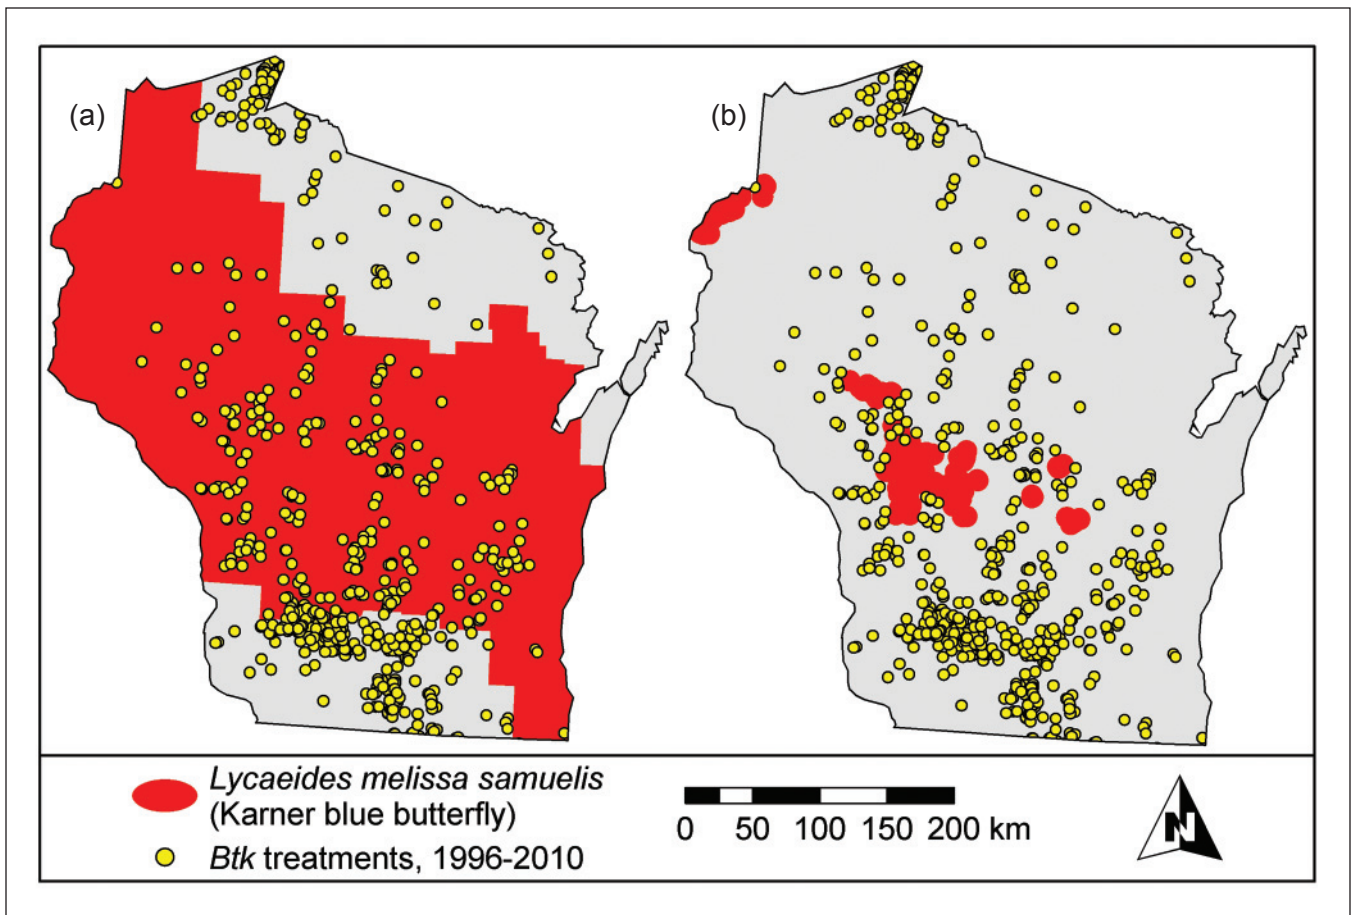 (a)
(b)
Lycaeides melissa samuelis
(Karner blue butterfly)
Btk treatments, 1996-2010
0 50 100 150 200 km
N